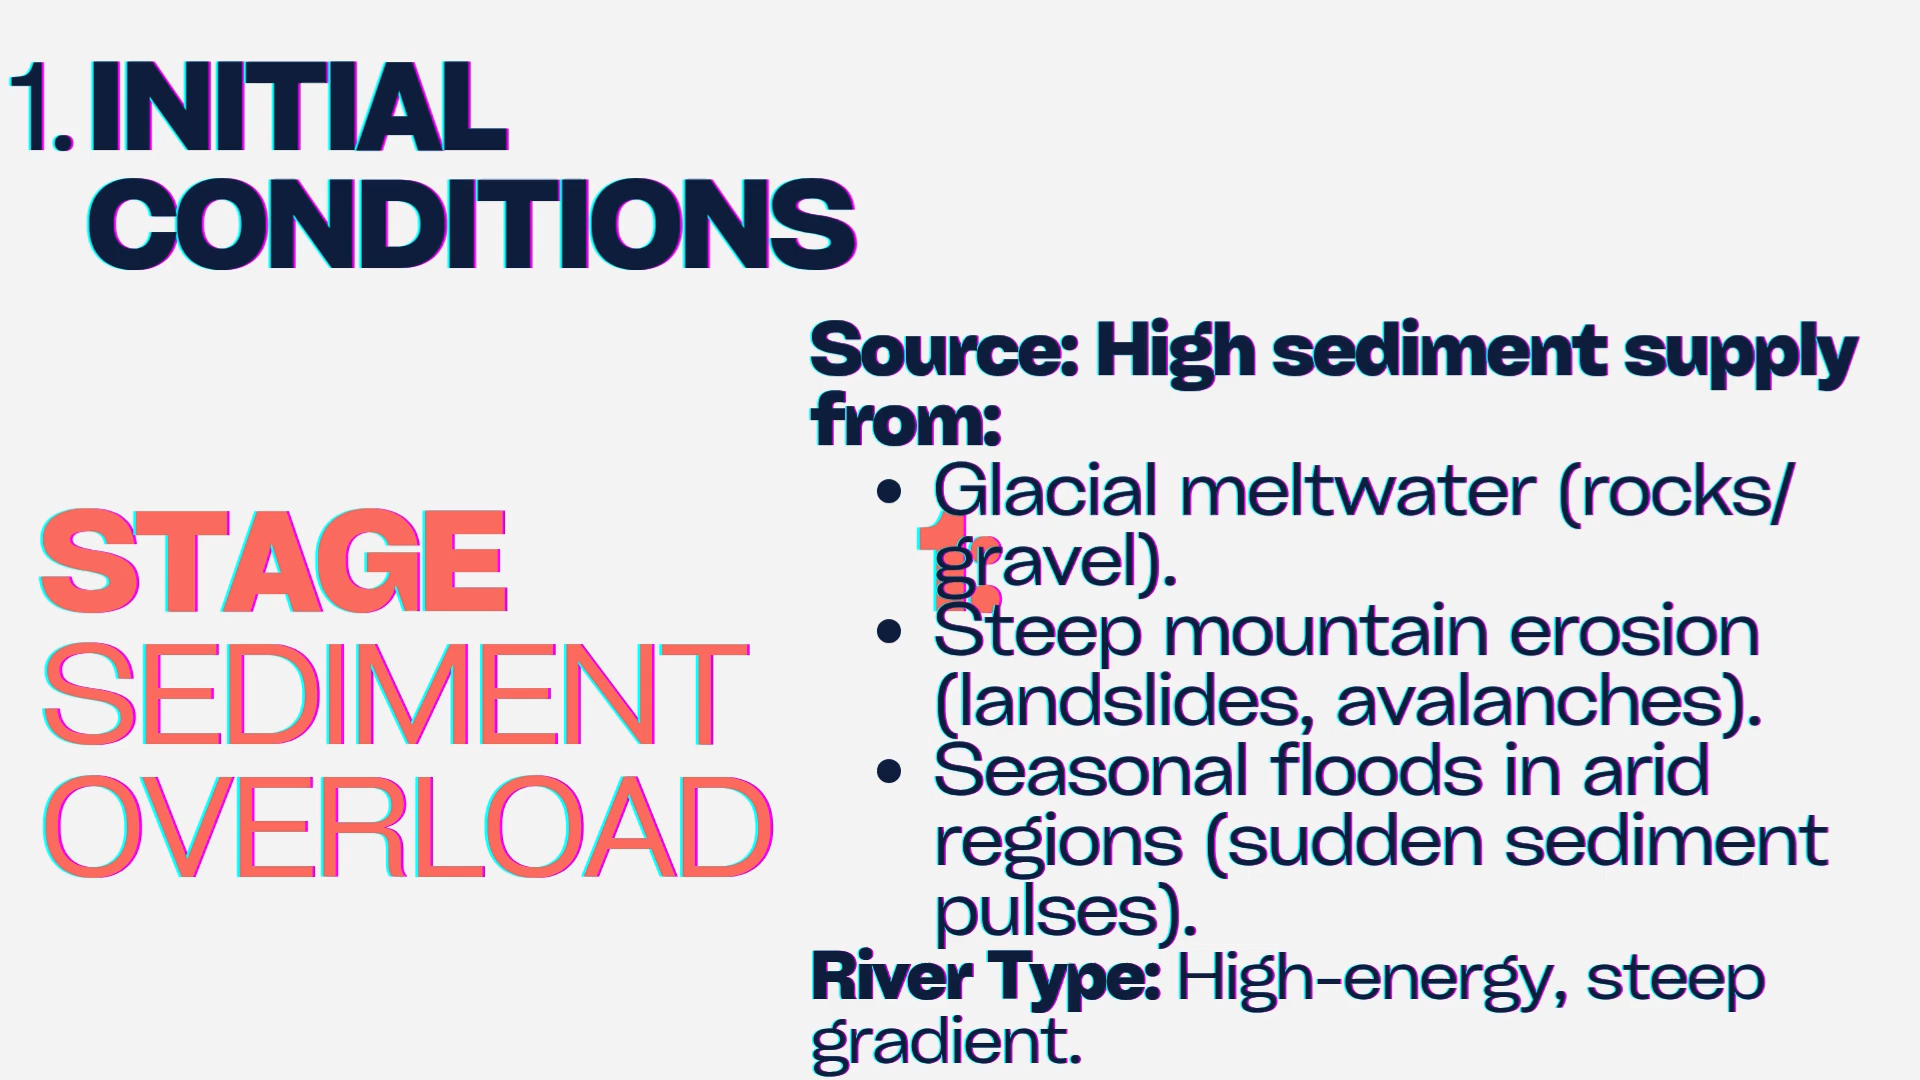 1. INITIAL
CONDITIONS
STAGE 1:
SEDIMENT
OVERLOAD
Source: High sediment supply
from:
• Glacial meltwater (rocks/
gravel).
• Steep mountain erosion
(landslides, avalanches).
• Seasonal floods in arid
regions (sudden sediment
pulses).
River Type: High-energy, steep
gradient.